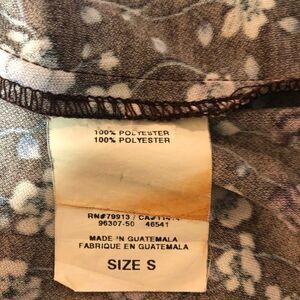 100% POLYESTER
100% POLYESTER
RN#79913 /
96307-50 46541
MADE IN GUATEMALA
FABRIQUE EN GUATEMALA
SIZE S